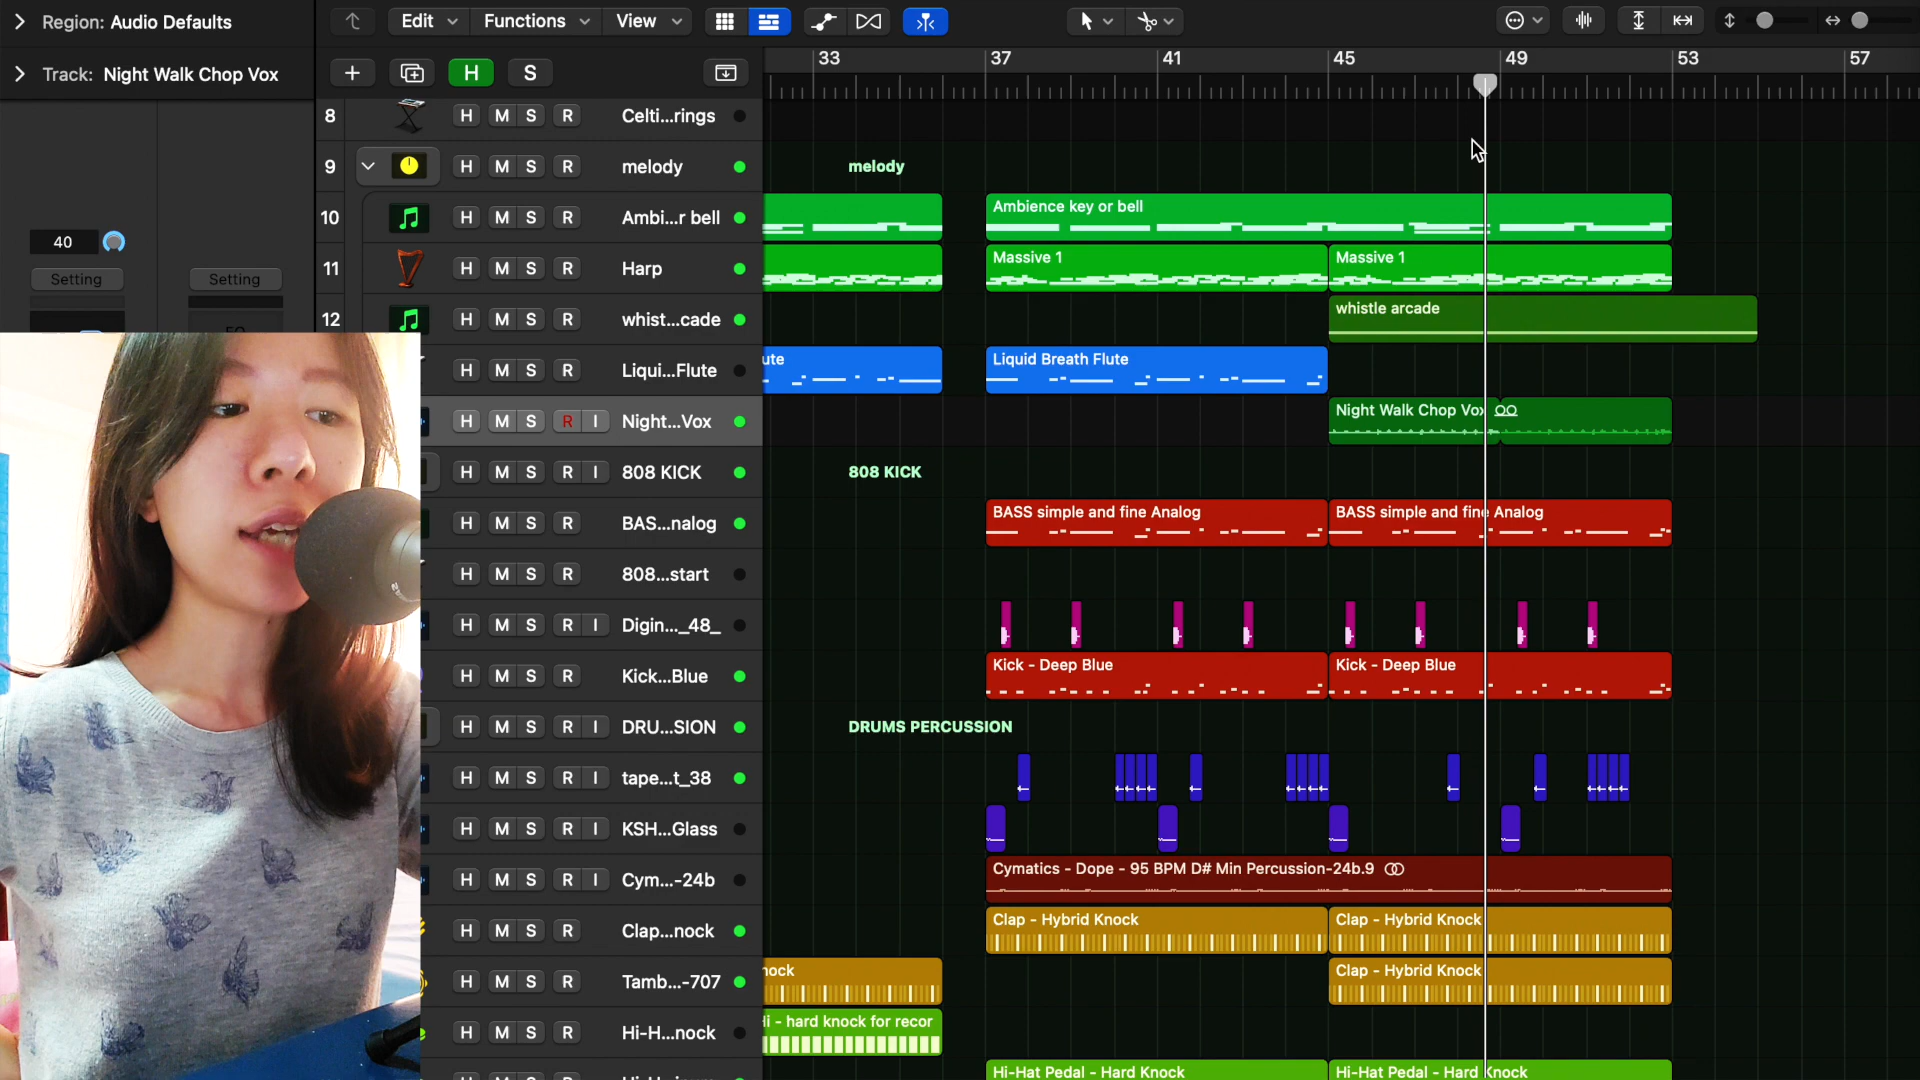 Region: Audio Defaults
Edit
Functions
View
Track: Night Walk Chop Vox
H
S
33
37
41
45
49
53
57
8
H M S R
Celti...rings
9
H M S R
melody
melody
10
H M S R
Ambi...r bell
Ambience key or bell
11
H M S R
Harp
Massive 1
Massive 1
40
Setting
Setting
12
H M S R
whist...cade
whistle arcade
H M S R
Liqui...Flute
ute
Liquid Breath Flute
H M S R I
Night...Vox
Night Walk Chop Vox
H M S R I
808 KICK
808 KICK
H M S R
BAS...nalog
BASS simple and fine Analog
BASS simple and fine Analog
H M S R
808...start
H M S R I
Digin..._48_
H M S R
Kick...Blue
Kick - Deep Blue
Kick - Deep Blue
H M S R I
DRU...SION
DRUMS PERCUSSION
H M S R I
tape...t_38
H M S R I
KSH...Glass
H M S R I
Cym...-24b
Cymatics - Dope - 95 BPM D# Min Percussion-24b.9
H M S R
Clap...nock
Clap - Hybrid Knock
Clap - Hybrid Knock
H M S R
Tamb...-707
nock
Clap - Hybrid Knock
H M S R
Hi-H...nock
Hi - hard knock for recor
Hi-Hat Pedal - Hard Knock
Hi-Hat Pedal - Hard Knock